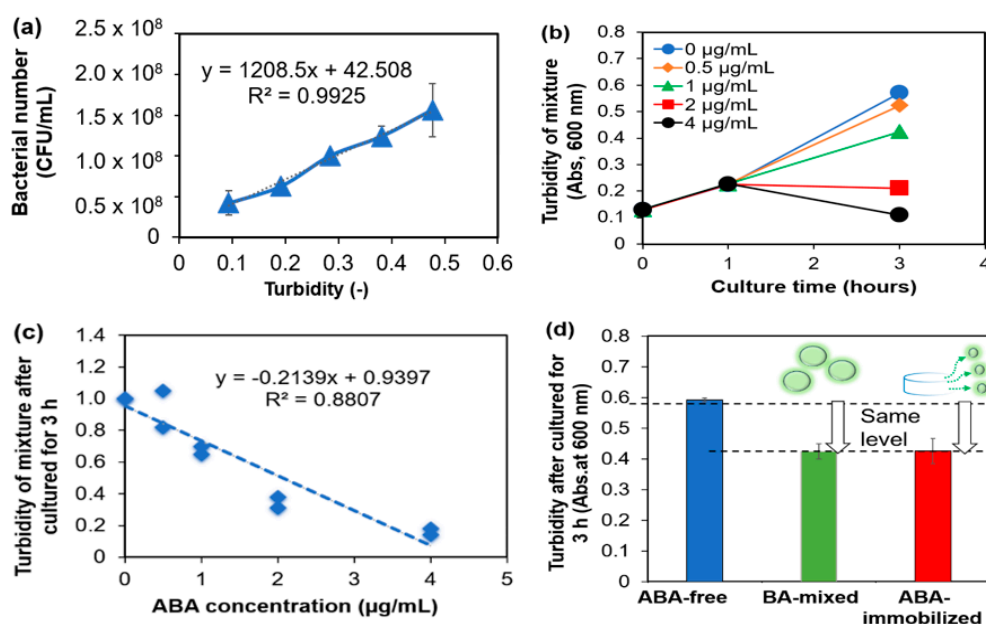 (a)
Bacterial number
(CFU/mL)
2.5 x 10⁸
2.0 x 10⁸
1.5 x 10⁸
1.0 x 10⁸
0.5 x 10⁸
0
y = 1208.5x + 42.508
R² = 0.9925
0 0.1 0.2 0.3 0.4 0.5 0.6
Turbidity (-)
(b)
Turbidity of mixture
(Abs, 600 nm)
0.8
0.7
0.6
0.5
0.4
0.3
0.2
0.1
0
0 µg/mL
0.5 µg/mL
1 µg/mL
2 µg/mL
4 µg/mL
0 1 2 3 4
Culture time (hours)
(c)
Turbidity of mixture after
cultured for 3 h
1.4
1.2
1.0
0.8
0.6
0.4
0.2
0
y = -0.2139x + 0.9397
R² = 0.8807
0 1 2 3 4 5
ABA concentration (µg/mL)
(d)
Turbidity after cultured for
3 h (Abs.at 600 nm)
0.8
0.7
0.6
0.5
0.4
0.3
0.2
0.1
0
Same
level
ABA-free BA-mixed ABA-
immobilized